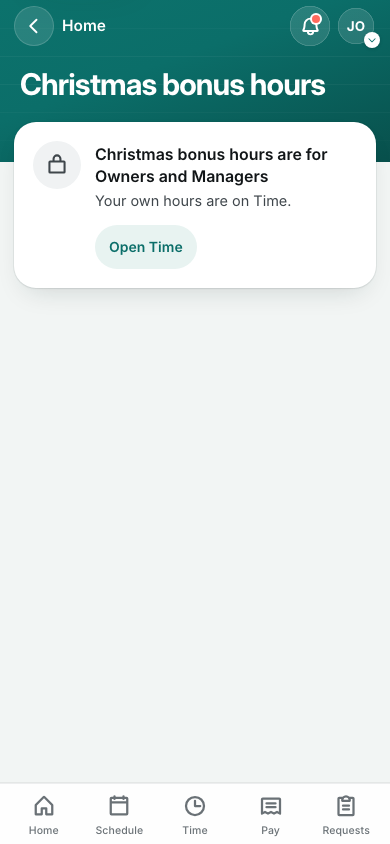 Home
JO
Christmas bonus hours
Christmas bonus hours are for
Owners and Managers
Your own hours are on Time.
Open Time
Home
Schedule
Time
Pay
Requests